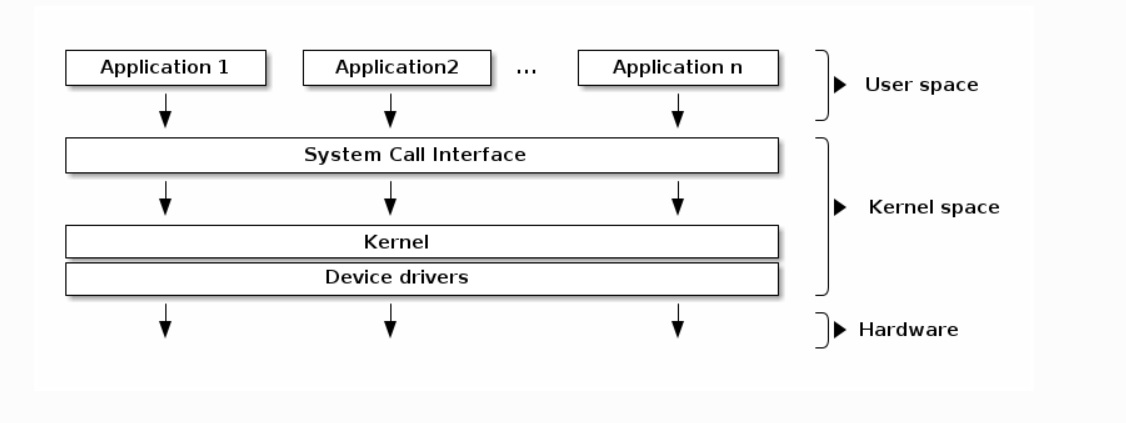 Application 1
Application2
...
Application n
User space
System Call Interface
Kernel space
Kernel
Device drivers
Hardware